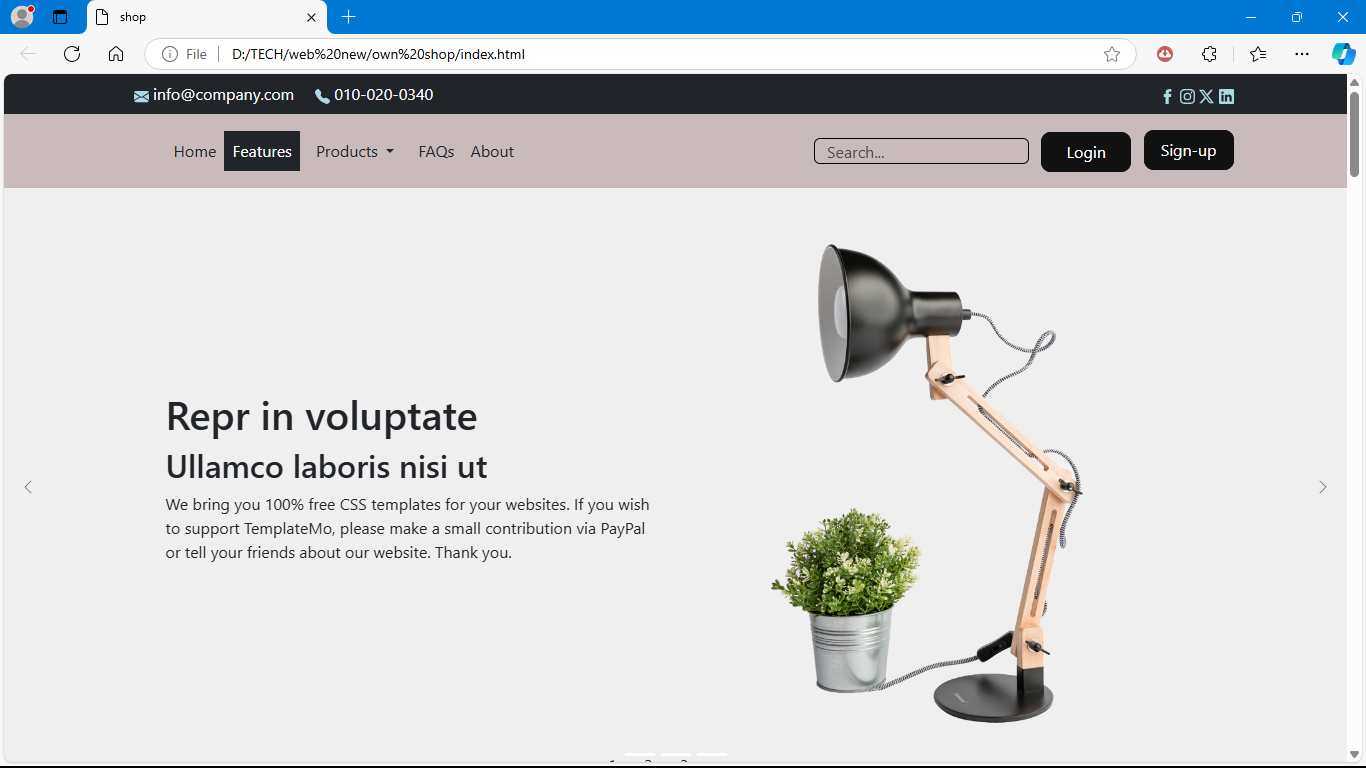 shop
File D:/TECH/web%20new/own%20shop/index.html
info@company.com 010-020-0340
Home Features Products FAQs About Search... Login Sign-up
Repr in voluptate
Ullamco laboris nisi ut
We bring you 100% free CSS templates for your websites. If you wish
to support TemplateMo, please make a small contribution via PayPal
or tell your friends about our website. Thank you.